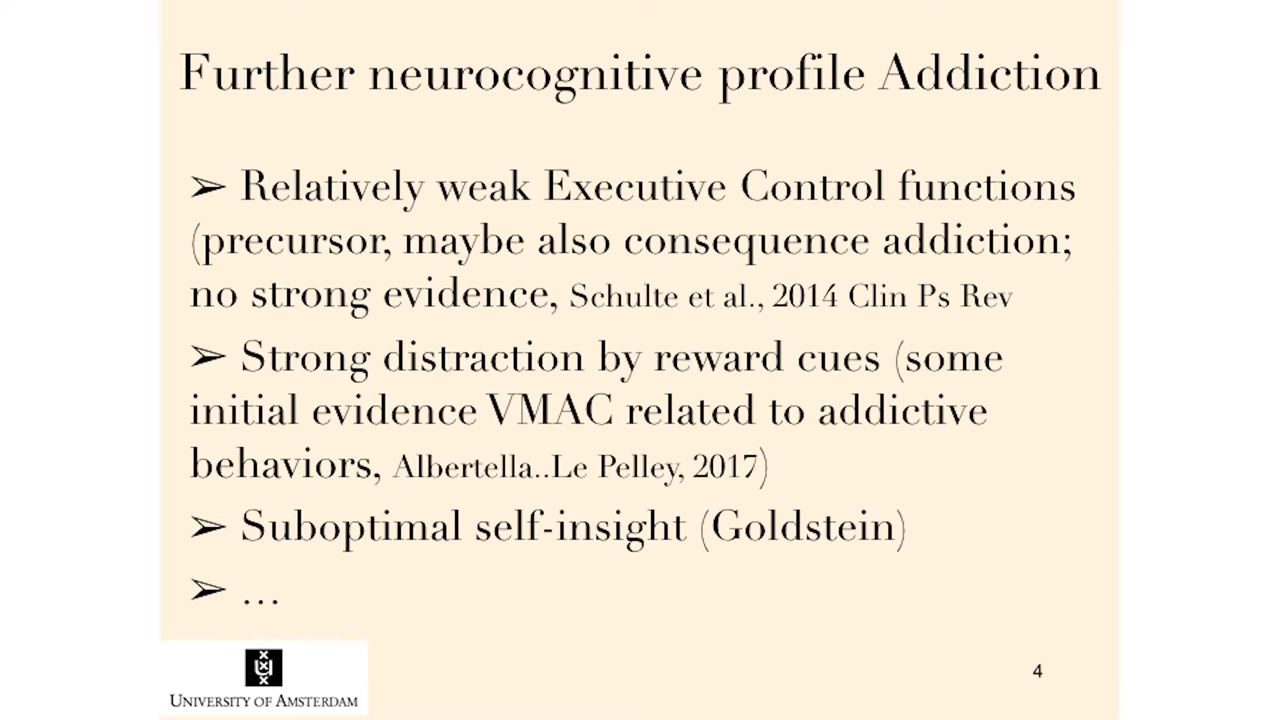 Further neurocognitive profile Addiction
➢ Relatively weak Executive Control functions
(precursor, maybe also consequence addiction;
no strong evidence, Schulte et al., 2014 Clin Ps Rev
➢ Strong distraction by reward cues (some
initial evidence VMAC related to addictive
behaviors, Albertella..Le Pelley, 2017)
➢ Suboptimal self-insight (Goldstein)
➢ ...
UNIVERSITY OF AMSTERDAM
4